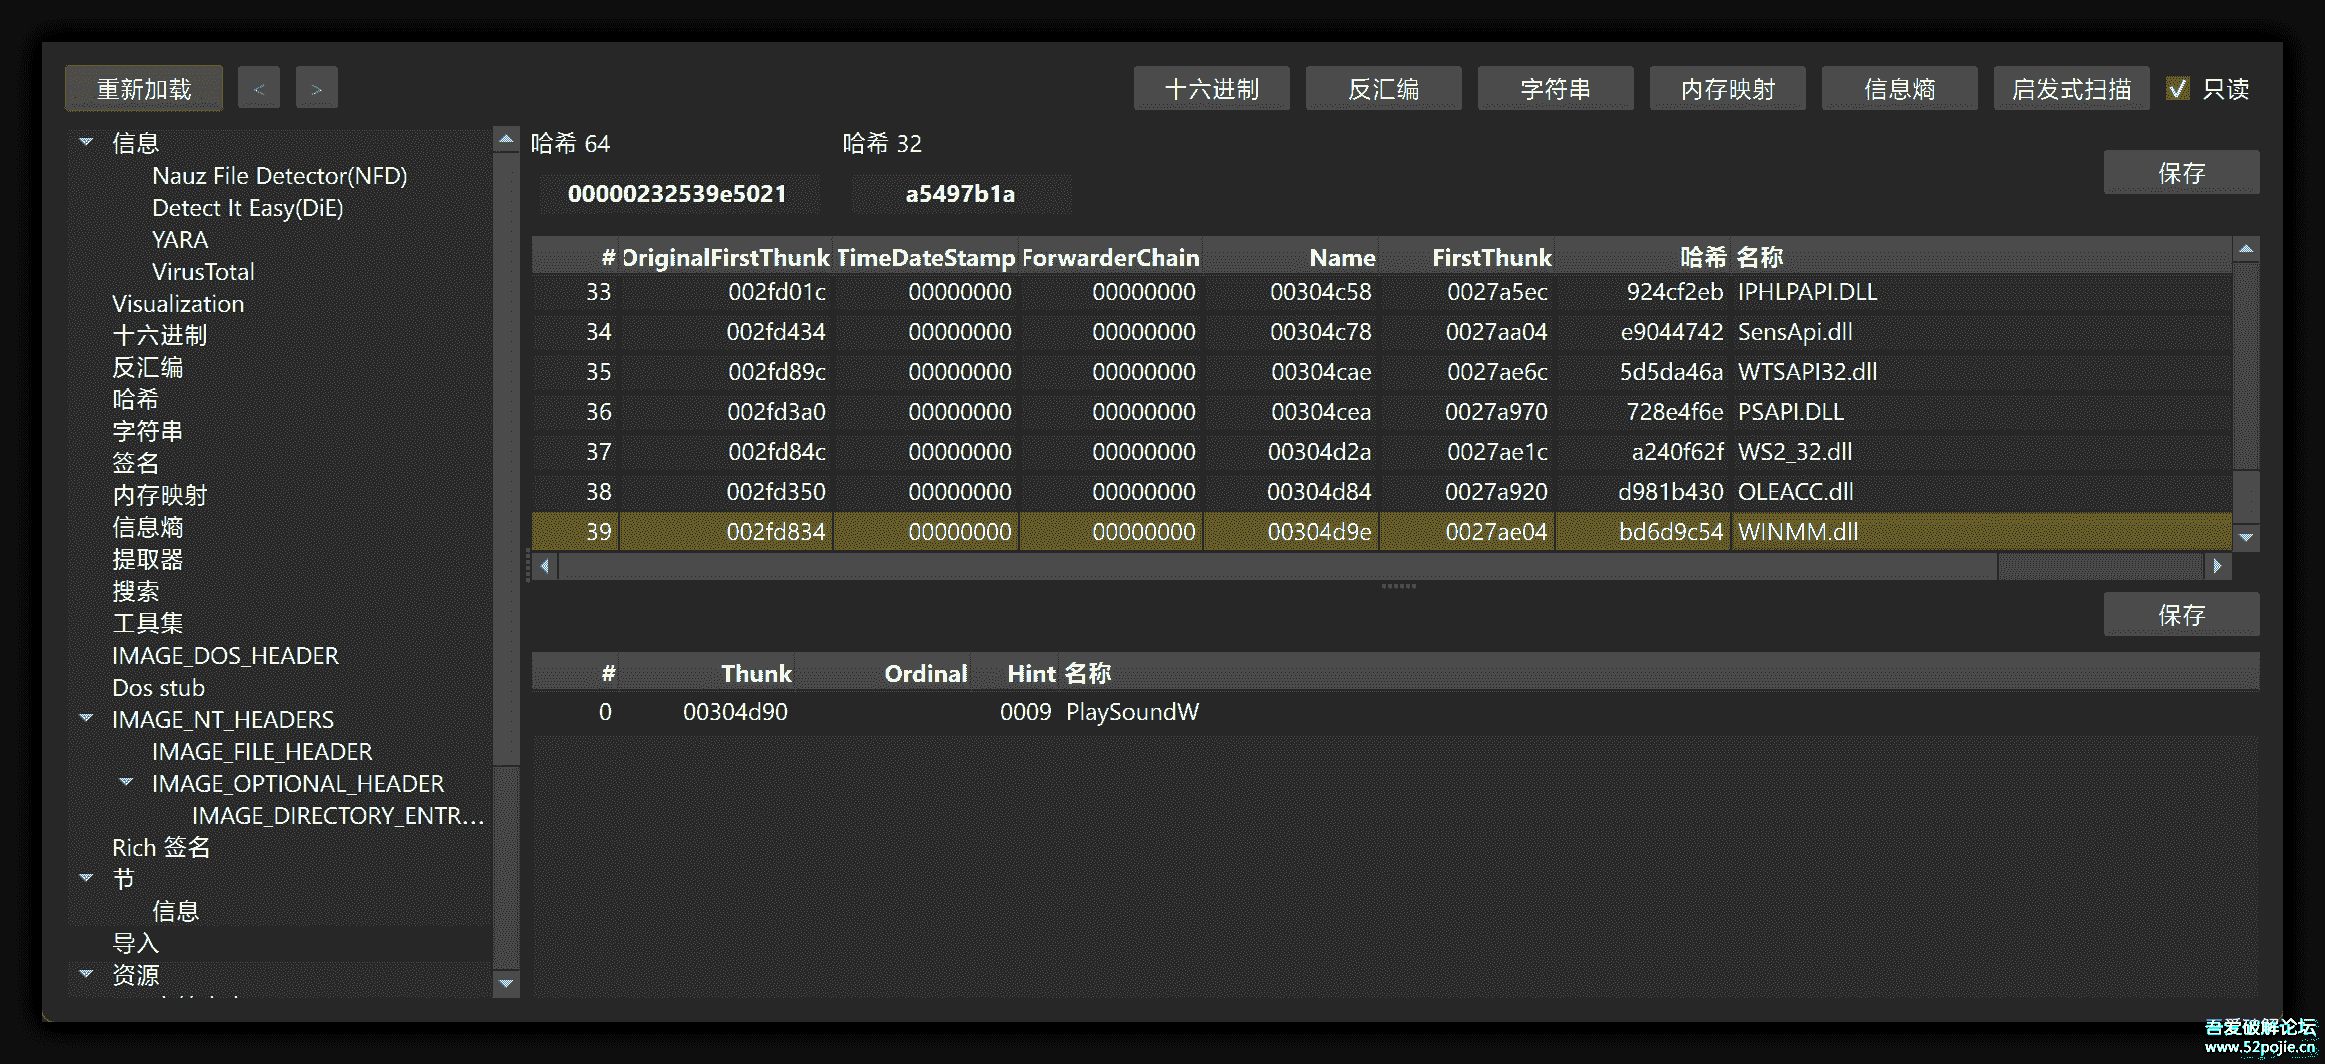 重新加载 < > 十六进制 反汇编 字符串 内存映射 信息熵 启发式扫描 只读
信息
Nauz File Detector(NFD)
Detect It Easy(DiE)
YARA
VirusTotal
Visualization
十六进制
反汇编
哈希
字符串
签名
内存映射
信息熵
提取器
搜索
工具集
IMAGE_DOS_HEADER
Dos stub
IMAGE_NT_HEADERS
IMAGE_FILE_HEADER
IMAGE_OPTIONAL_HEADER
IMAGE_DIRECTORY_ENTR...
Rich 签名
节
信息
导入
资源
哈希 64 哈希 32
00000232539e5021 a5497b1a
保存
# OriginalFirstThunk TimeDateStamp ForwarderChain Name FirstThunk 哈希 名称
33 002fd01c 00000000 00000000 00304c58 0027a5ec 924cf2eb IPHLPAPI.DLL
34 002fd434 00000000 00000000 00304c78 0027aa04 e9044742 SensApi.dll
35 002fd89c 00000000 00000000 00304cae 0027ae6c 5d5da46a WTSAPI32.dll
36 002fd3a0 00000000 00000000 00304cea 0027a970 728e4f6e PSAPI.DLL
37 002fd84c 00000000 00000000 00304d2a 0027ae1c a240f62f WS2_32.dll
38 002fd350 00000000 00000000 00304d84 0027a920 d981b430 OLEACC.dll
39 002fd834 00000000 00000000 00304d9e 0027ae04 bd6d9c54 WINMM.dll
保存
# Thunk Ordinal Hint 名称
0 00304d90 0009 PlaySoundW
吾爱破解论坛
www.52pojie.cn